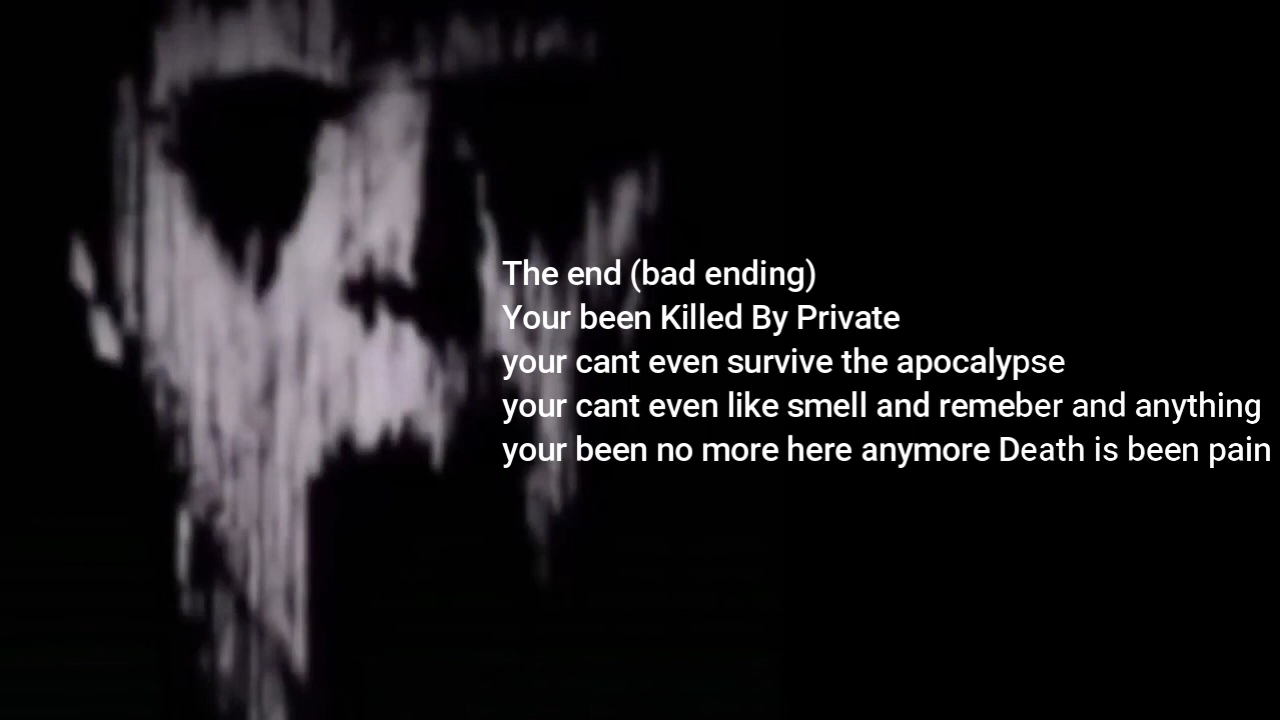 The end (bad ending)
Your been Killed By Private
your cant even survive the apocalypse
your cant even like smell and remeber and anything
your been no more here anymore Death is been pain